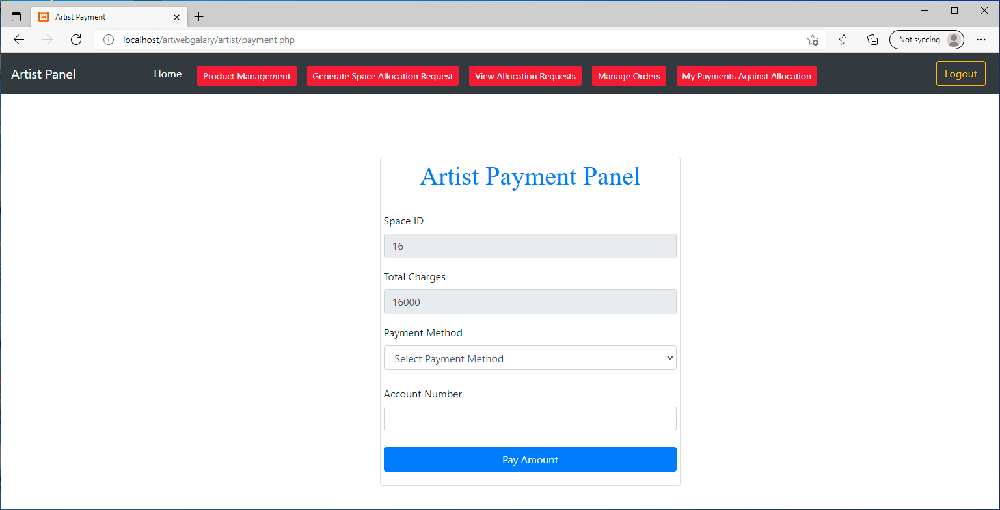 Artist Payment
localhost/artwebgalary/artist/payment.php
Not syncing
Artist Panel
Home
Product Management
Generate Space Allocation Request
View Allocation Requests
Manage Orders
My Payments Against Allocation
Logout
Artist Payment Panel
Space ID
16
Total Charges
16000
Payment Method
Select Payment Method
Account Number
Pay Amount